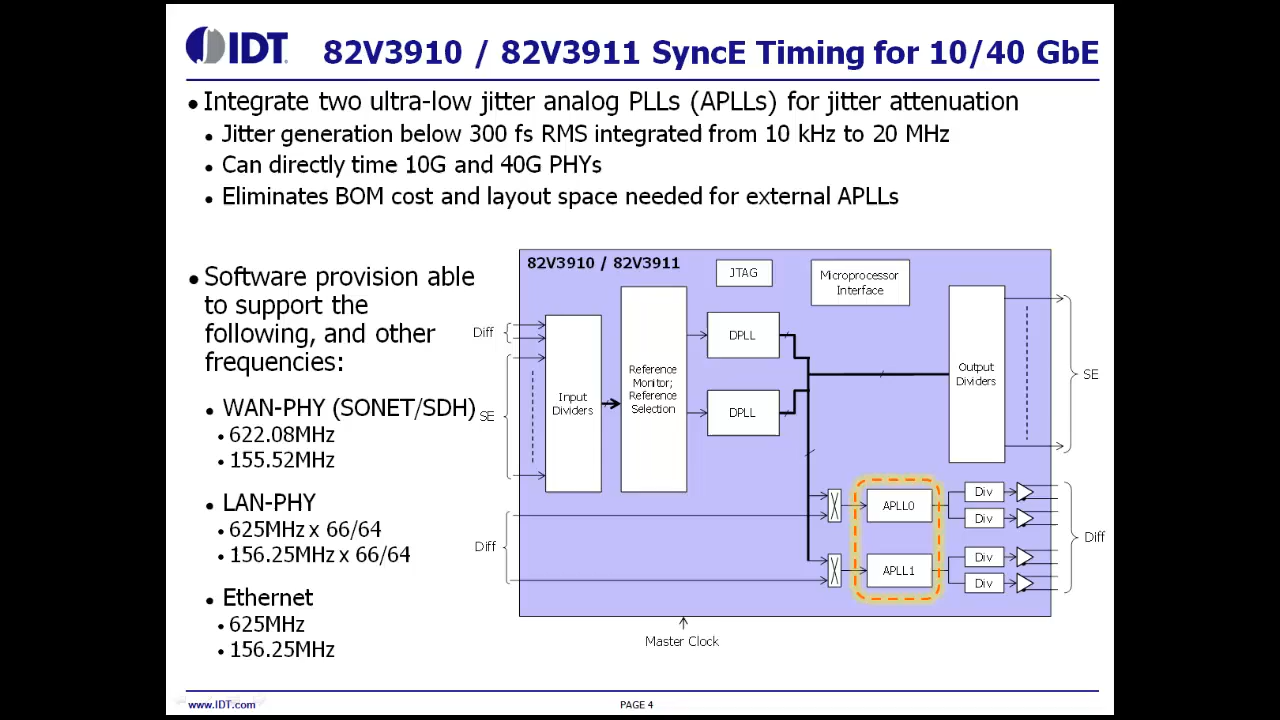 IDT
82V3910 / 82V3911 SyncE Timing for 10/40 GbE
• Integrate two ultra-low jitter analog PLLs (APLLs) for jitter attenuation
• Jitter generation below 300 fs RMS integrated from 10 kHz to 20 MHz
• Can directly time 10G and 40G PHYs
• Eliminates BOM cost and layout space needed for external APLLs
• Software provision able
to support the
following, and other
frequencies:
• WAN-PHY (SONET/SDH)
• 622.08MHz
• 155.52MHz
• LAN-PHY
• 625MHz x 66/64
• 156.25MHz x 66/64
• Ethernet
• 625MHz
• 156.25MHz
82V3910 / 82V3911
JTAG
Microprocessor
Interface
Diff
SE
Input
Dividers
Reference
Monitor;
Reference
Selection
DPLL
DPLL
Output
Dividers
SE
Diff
APLL0
APLL1
Div
Div
Div
Div
Diff
Master Clock
www.IDT.com
PAGE 4